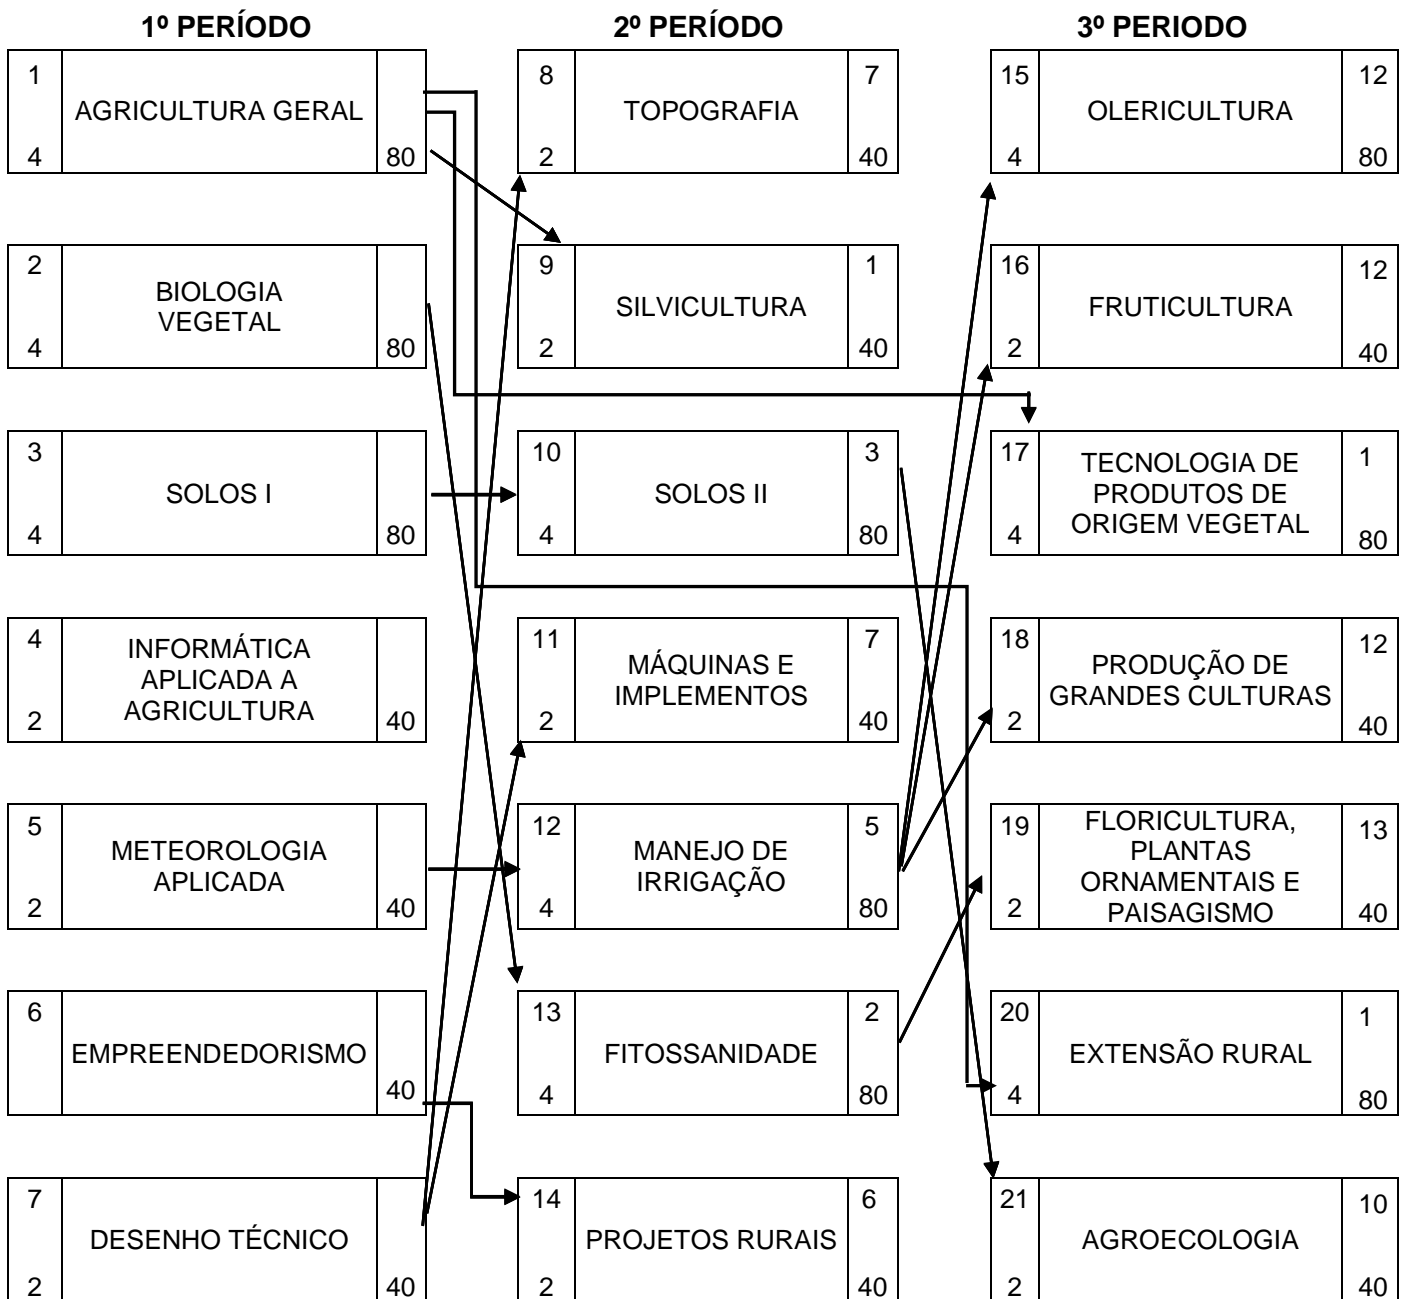 1º PERÍODO
2º PERÍODO
3º PERIODO
1
AGRICULTURA GERAL
4
80
8
7
TOPOGRAFIA
2
40
15
12
OLERICULTURA
4
80
2
BIOLOGIA
VEGETAL
4
80
9
1
SILVICULTURA
2
40
16
12
FRUTICULTURA
2
40
3
SOLOS I
4
80
10
3
SOLOS II
4
80
17
1
TECNOLOGIA DE
PRODUTOS DE
ORIGEM VEGETAL
4
80
4
INFORMÁTICA
APLICADA A
AGRICULTURA
2
40
11
7
MÁQUINAS E
IMPLEMENTOS
2
40
18
12
PRODUÇÃO DE
GRANDES CULTURAS
2
40
5
METEOROLOGIA
APLICADA
2
40
12
5
MANEJO DE
IRRIGAÇÃO
4
80
19
13
FLORICULTURA,
PLANTAS
ORNAMENTAIS E
PAISAGISMO
2
40
6
EMPREENDEDORISMO
40
13
2
FITOSSANIDADE
4
80
20
1
EXTENSÃO RURAL
4
80
7
DESENHO TÉCNICO
2
40
14
6
PROJETOS RURAIS
2
40
21
10
AGROECOLOGIA
2
40